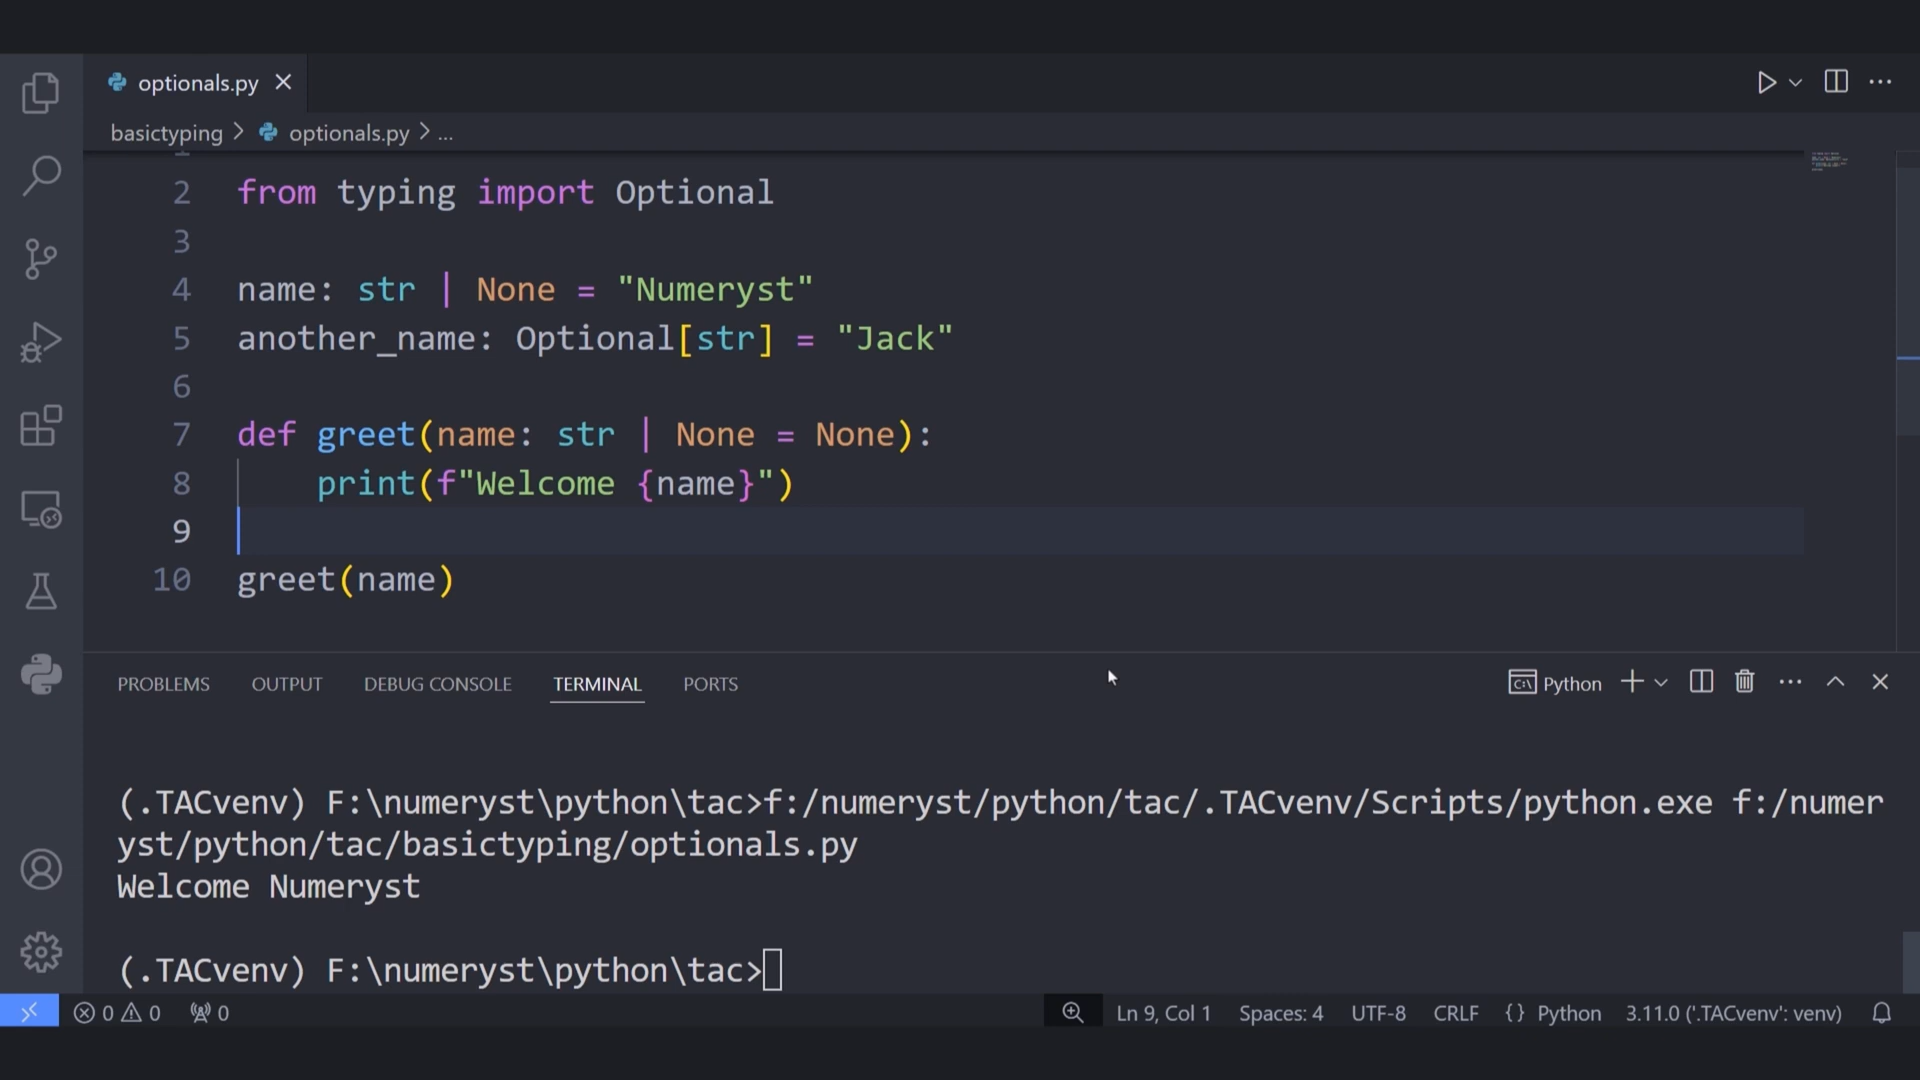 optionals.py
basictyping > optionals.py > ...
1
2 from typing import Optional
3
4 name: str | None = "Numeryst"
5 another_name: Optional[str] = "Jack"
6
7 def greet(name: str | None = None):
8     print(f"Welcome {name}")
9
10 greet(name)
PROBLEMS OUTPUT DEBUG CONSOLE TERMINAL PORTS Python
(.TACvenv) F:\numeryst\python\tac>f:/numeryst/python/tac/.TACvenv/Scripts/python.exe f:/numer
yst/python/tac/basictyping/optionals.py
Welcome Numeryst
(.TACvenv) F:\numeryst\python\tac>
0 0 0 Ln 9, Col 1 Spaces: 4 UTF-8 CRLF {} Python 3.11.0 ('.TACvenv': venv)